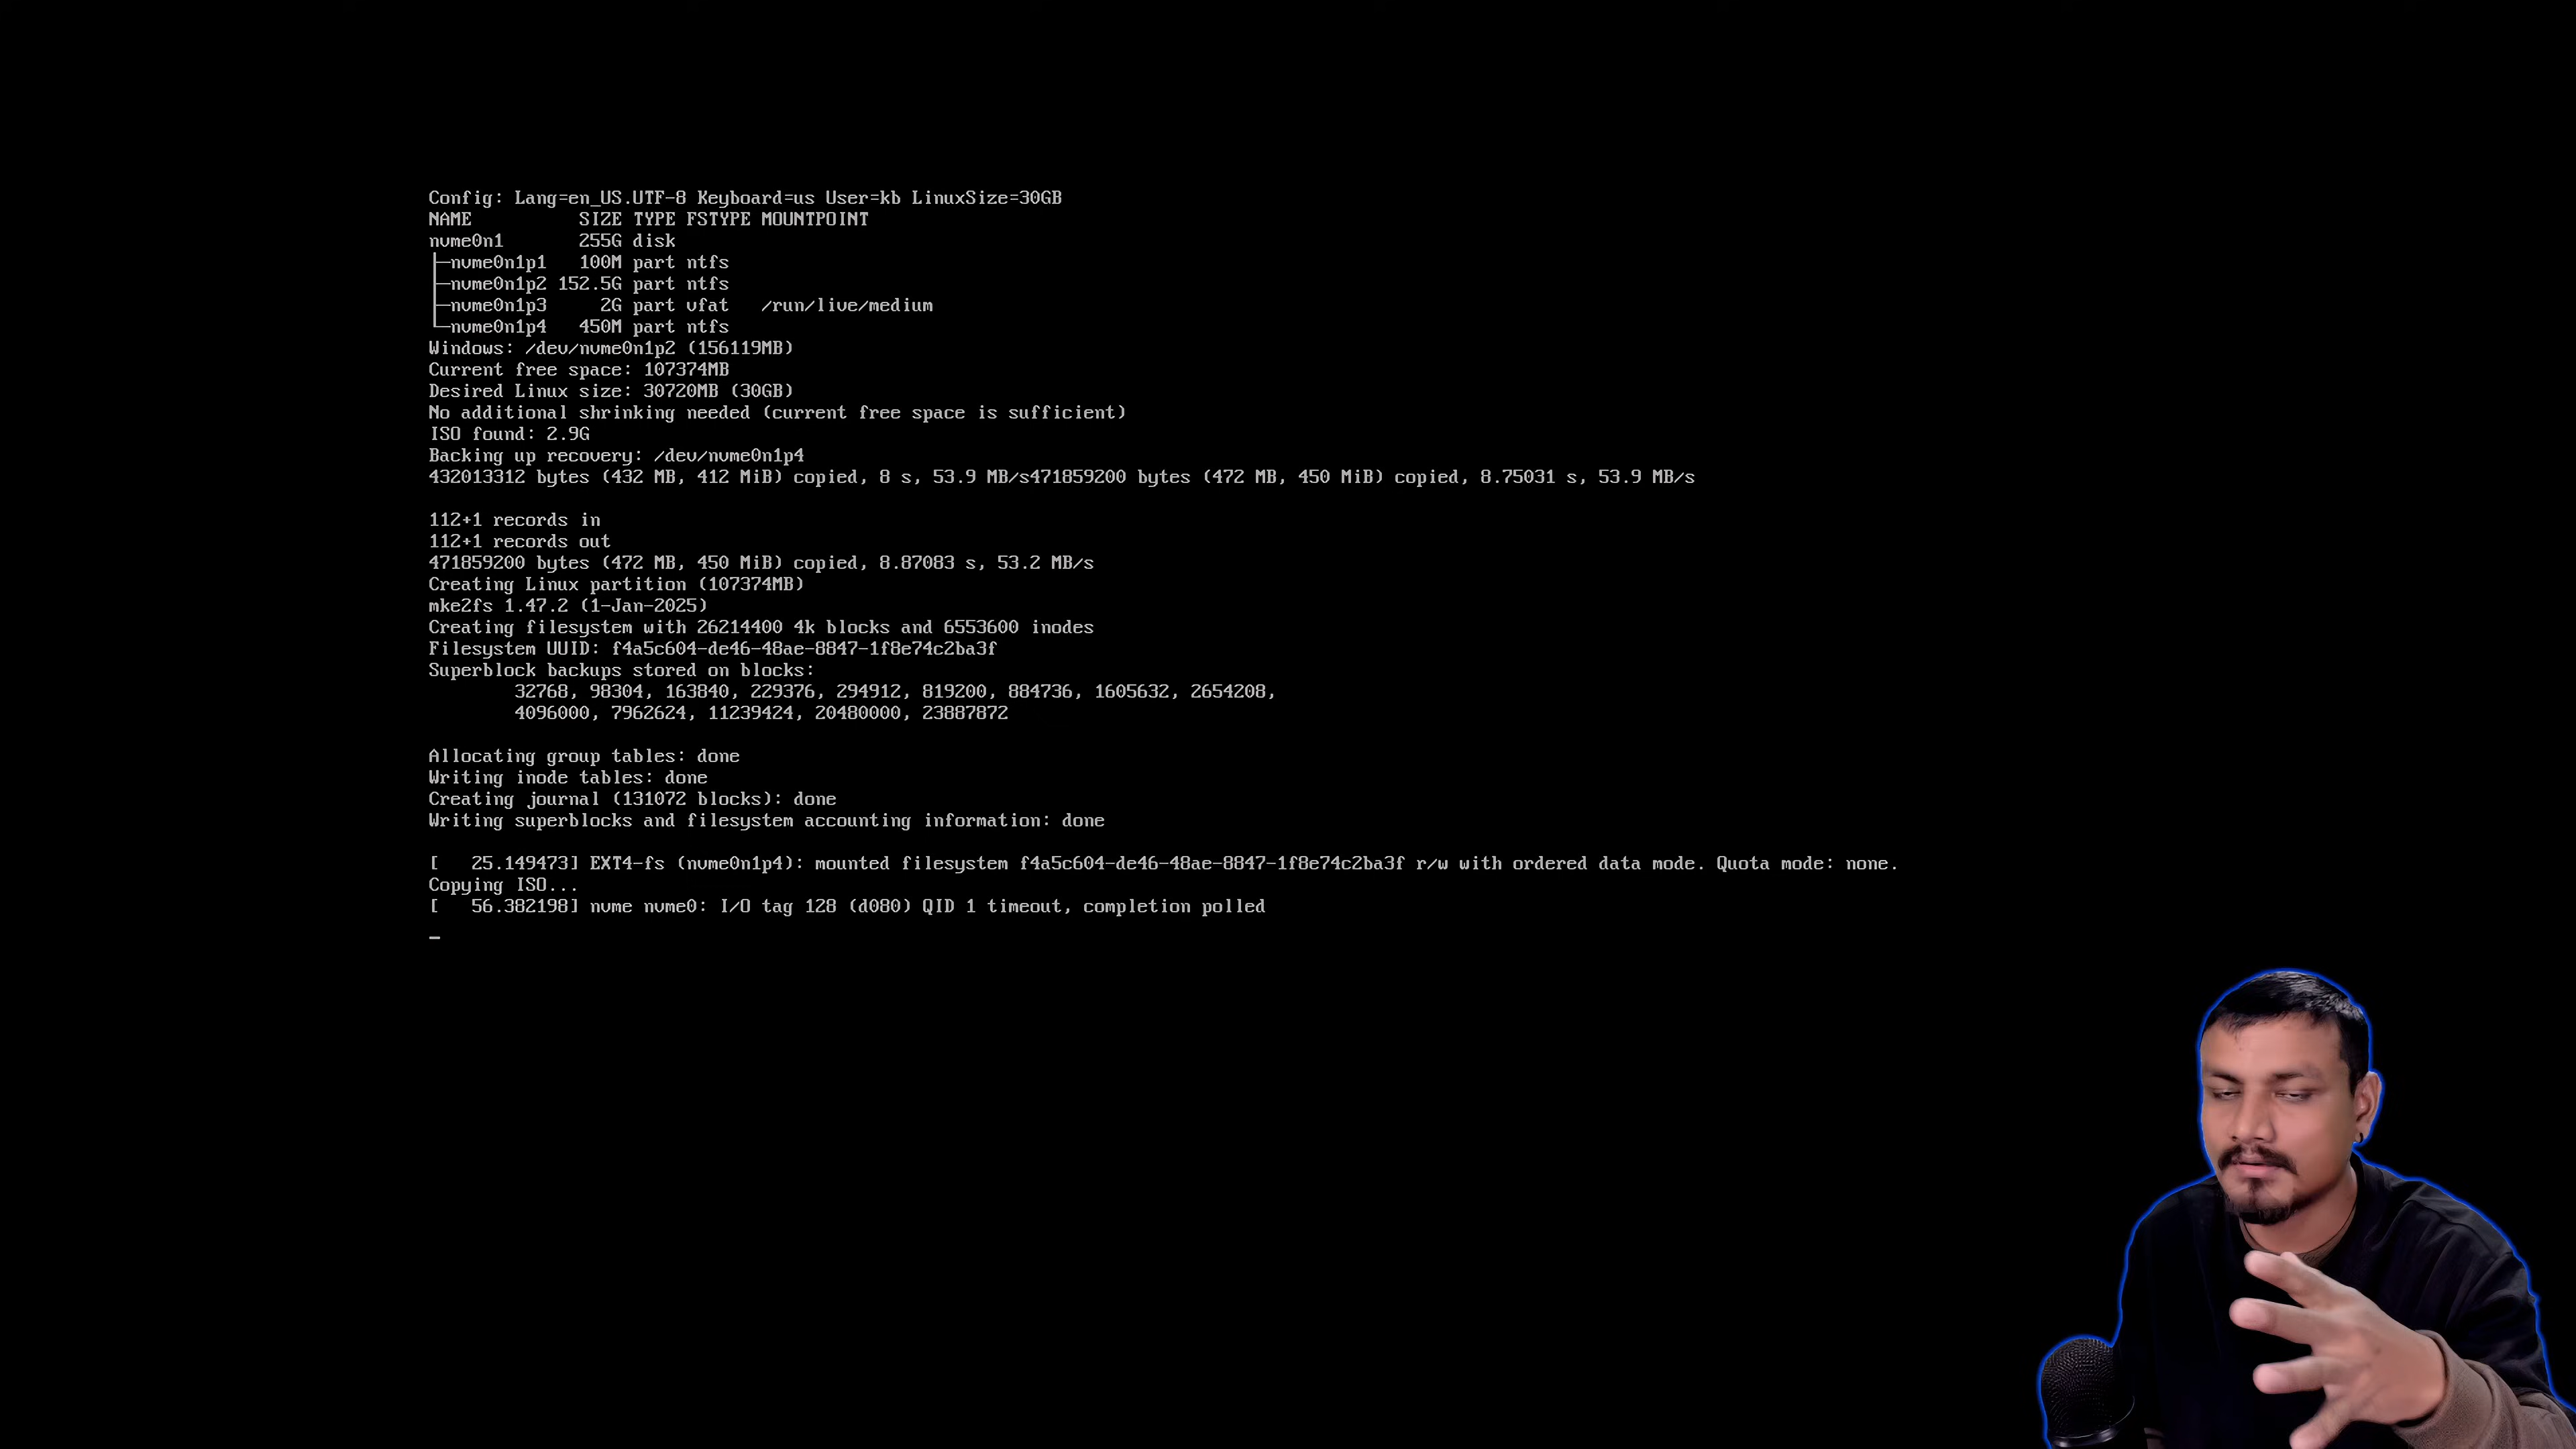 Config: Lang=en_US.UTF-8 Keyboard=us User=kb LinuxSize=30GB
NAME          SIZE TYPE FSTYPE MOUNTPOINT
nvme0n1       255G disk
├─nvme0n1p1   100M part ntfs
├─nvme0n1p2 152.5G part ntfs
├─nvme0n1p3     2G part vfat   /run/live/medium
└─nvme0n1p4   450M part ntfs
Windows: /dev/nvme0n1p2 (156119MB)
Current free space: 107374MB
Desired Linux size: 30720MB (30GB)
No additional shrinking needed (current free space is sufficient)
ISO found: 2.9G
Backing up recovery: /dev/nvme0n1p4
432013312 bytes (432 MB, 412 MiB) copied, 8 s, 53.9 MB/s471859200 bytes (472 MB, 450 MiB) copied, 8.75031 s, 53.9 MB/s
112+1 records in
112+1 records out
471859200 bytes (472 MB, 450 MiB) copied, 8.87083 s, 53.2 MB/s
Creating Linux partition (107374MB)
mke2fs 1.47.2 (1-Jan-2025)
Creating filesystem with 26214400 4k blocks and 6553600 inodes
Filesystem UUID: f4a5c604-de46-48ae-8847-1f8e74c2ba3f
Superblock backups stored on blocks:
        32768, 98304, 163840, 229376, 294912, 819200, 884736, 1605632, 2654208,
        4096000, 7962624, 11239424, 20480000, 23887872
Allocating group tables: done
Writing inode tables: done
Creating journal (131072 blocks): done
Writing superblocks and filesystem accounting information: done
[   25.149473] EXT4-fs (nvme0n1p4): mounted filesystem f4a5c604-de46-48ae-8847-1f8e74c2ba3f r/w with ordered data mode. Quota mode: none.
Copying ISO...
[   56.382198] nvme nvme0: I/O tag 128 (d080) QID 1 timeout, completion polled
_